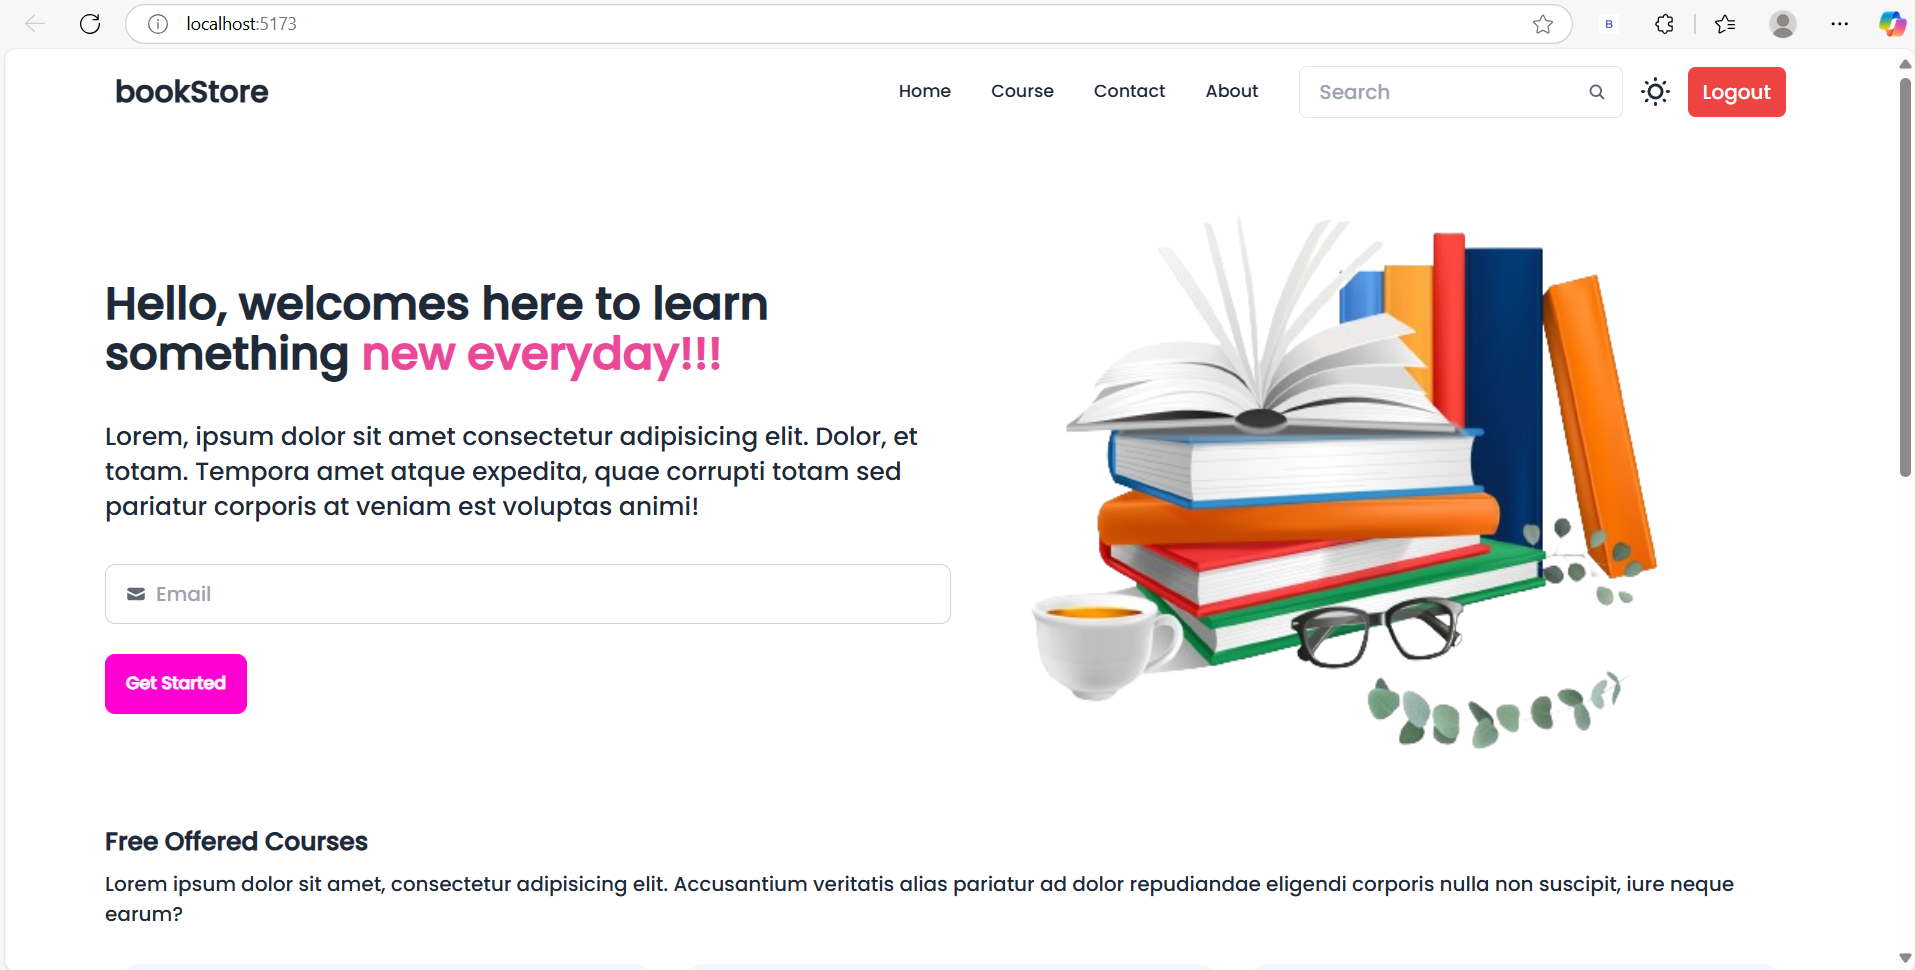 localhost:5173
B
bookStore
Home Course Contact About Search Logout
Hello, welcomes here to learn
something new everyday!!!
Lorem, ipsum dolor sit amet consectetur adipisicing elit. Dolor, et
totam. Tempora amet atque expedita, quae corrupti totam sed
pariatur corporis at veniam est voluptas animi!
Email
Get Started
Free Offered Courses
Lorem ipsum dolor sit amet, consectetur adipisicing elit. Accusantium veritatis alias pariatur ad dolor repudiandae eligendi corporis nulla non suscipit, iure neque
earum?